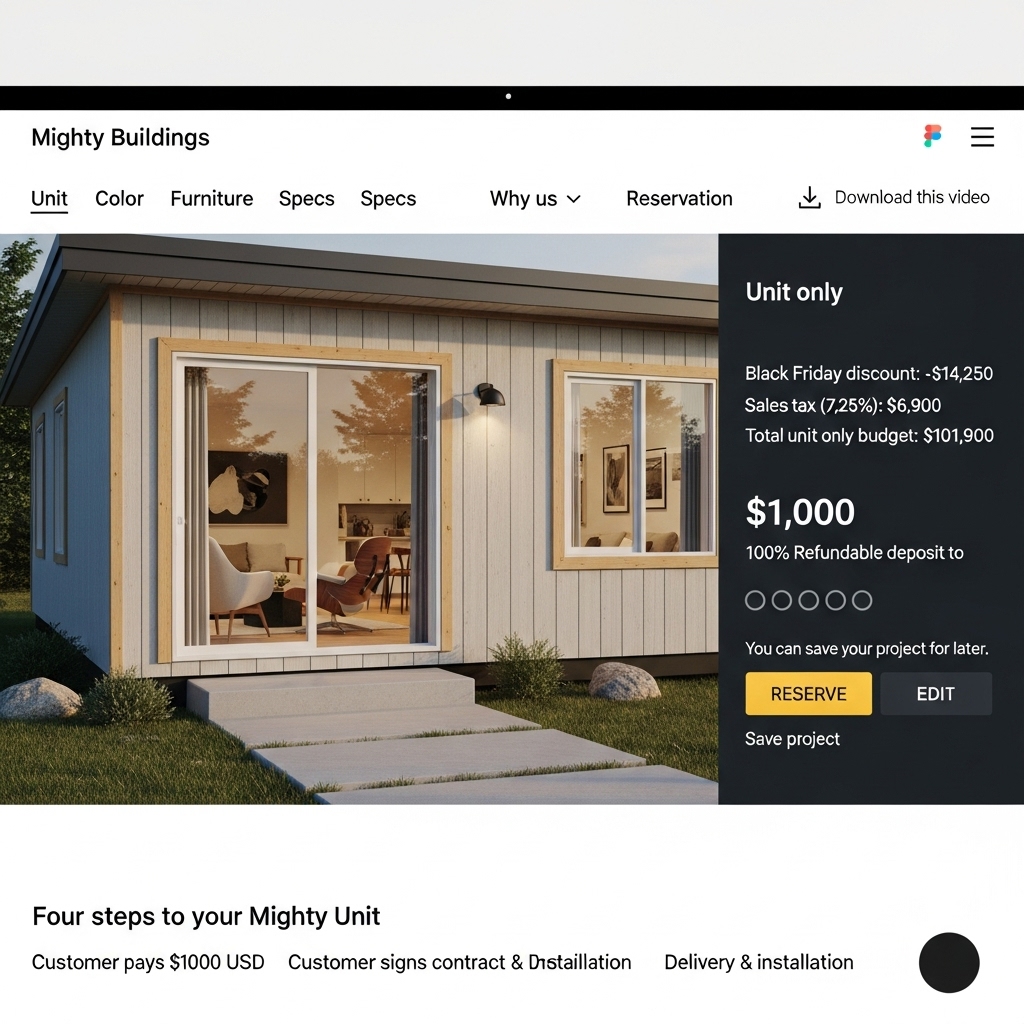 Mighty Buildings
Unit Color Furniture Specs Specs Why us Reservation Download this video
Unit only
Black Friday discount: -$14,250
Sales tax (7,25%): $6,900
Total unit only budget: $101,900
$1,000
100% Refundable deposit to
You can save your project for later.
RESERVE EDIT
Save project
Four steps to your Mighty Unit
Customer pays $1000 USD Customer signs contract & Delivery & installation